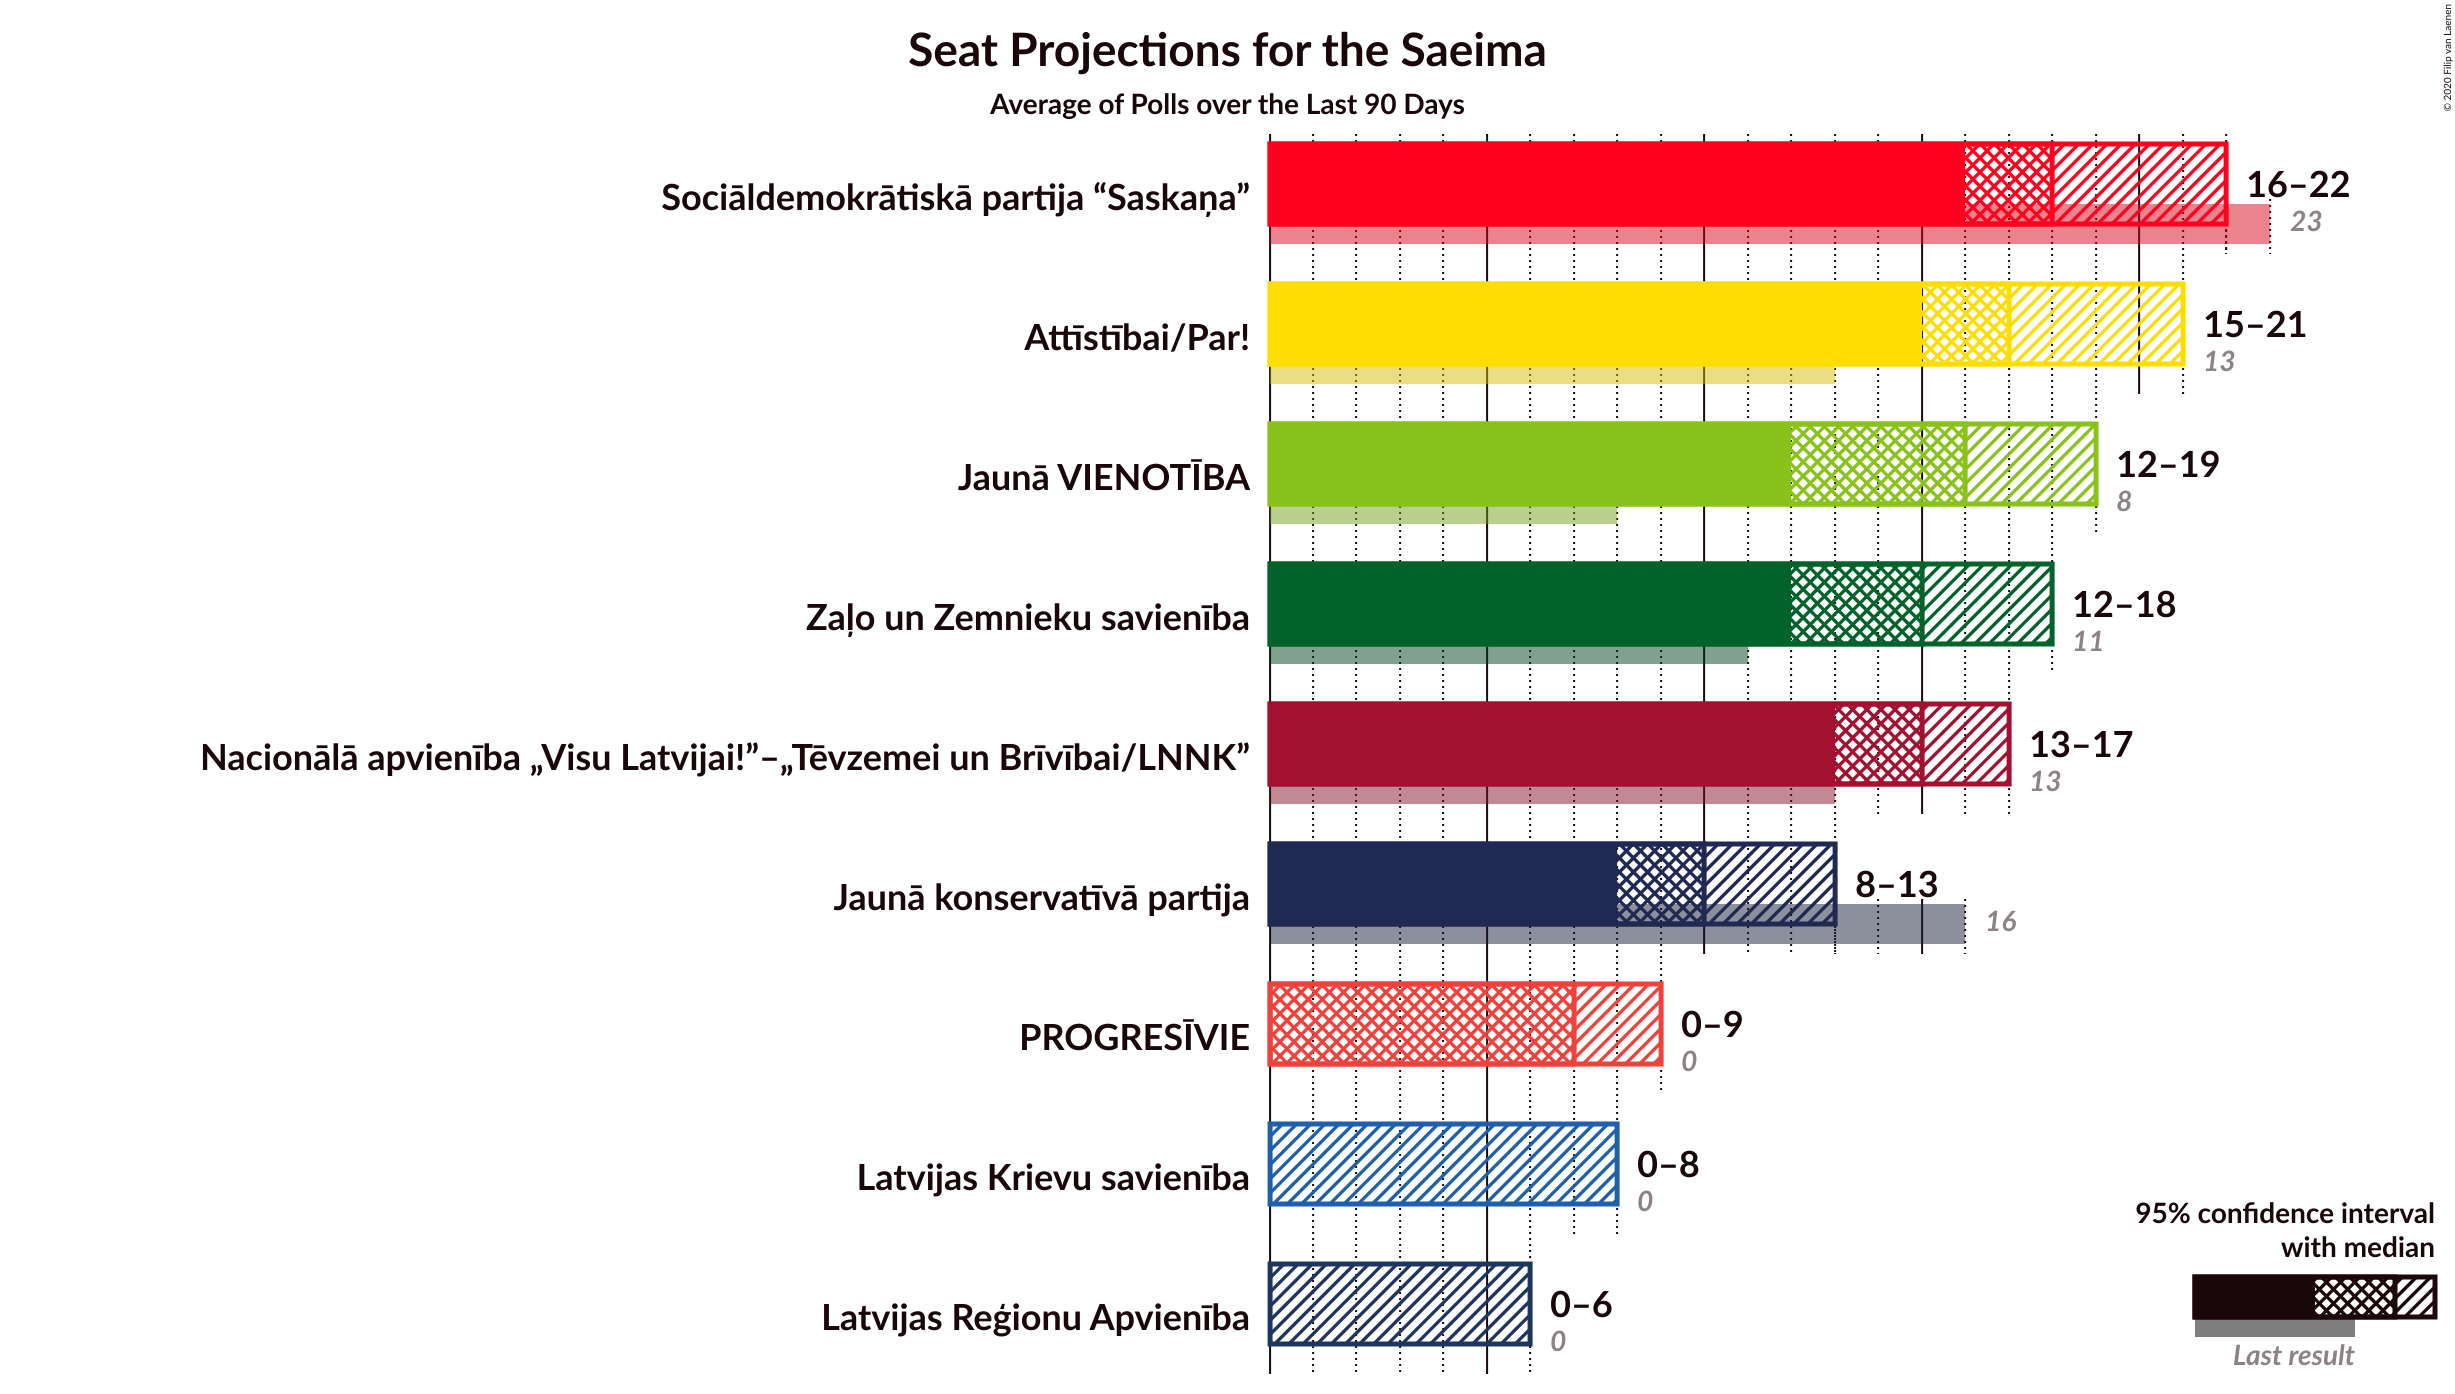 Seat Projections for the Saeima
Average of Polls over the Last 90 Days
© 2020 Filip van Laenen
Sociāldemokrātiskā partija “Saskaņa”
16–22
23
Attīstībai/Par!
15–21
13
Jaunā VIENOTĪBA
12–19
8
Zaļo un Zemnieku savienība
12–18
11
Nacionālā apvienība „Visu Latvijai!”–„Tēvzemei un Brīvībai/LNNK”
13–17
13
Jaunā konservatīvā partija
8–13
16
PROGRESĪVIE
0–9
0
Latvijas Krievu savienība
0–8
0
Latvijas Reģionu Apvienība
0–6
0
95% confidence interval
with median
Last result